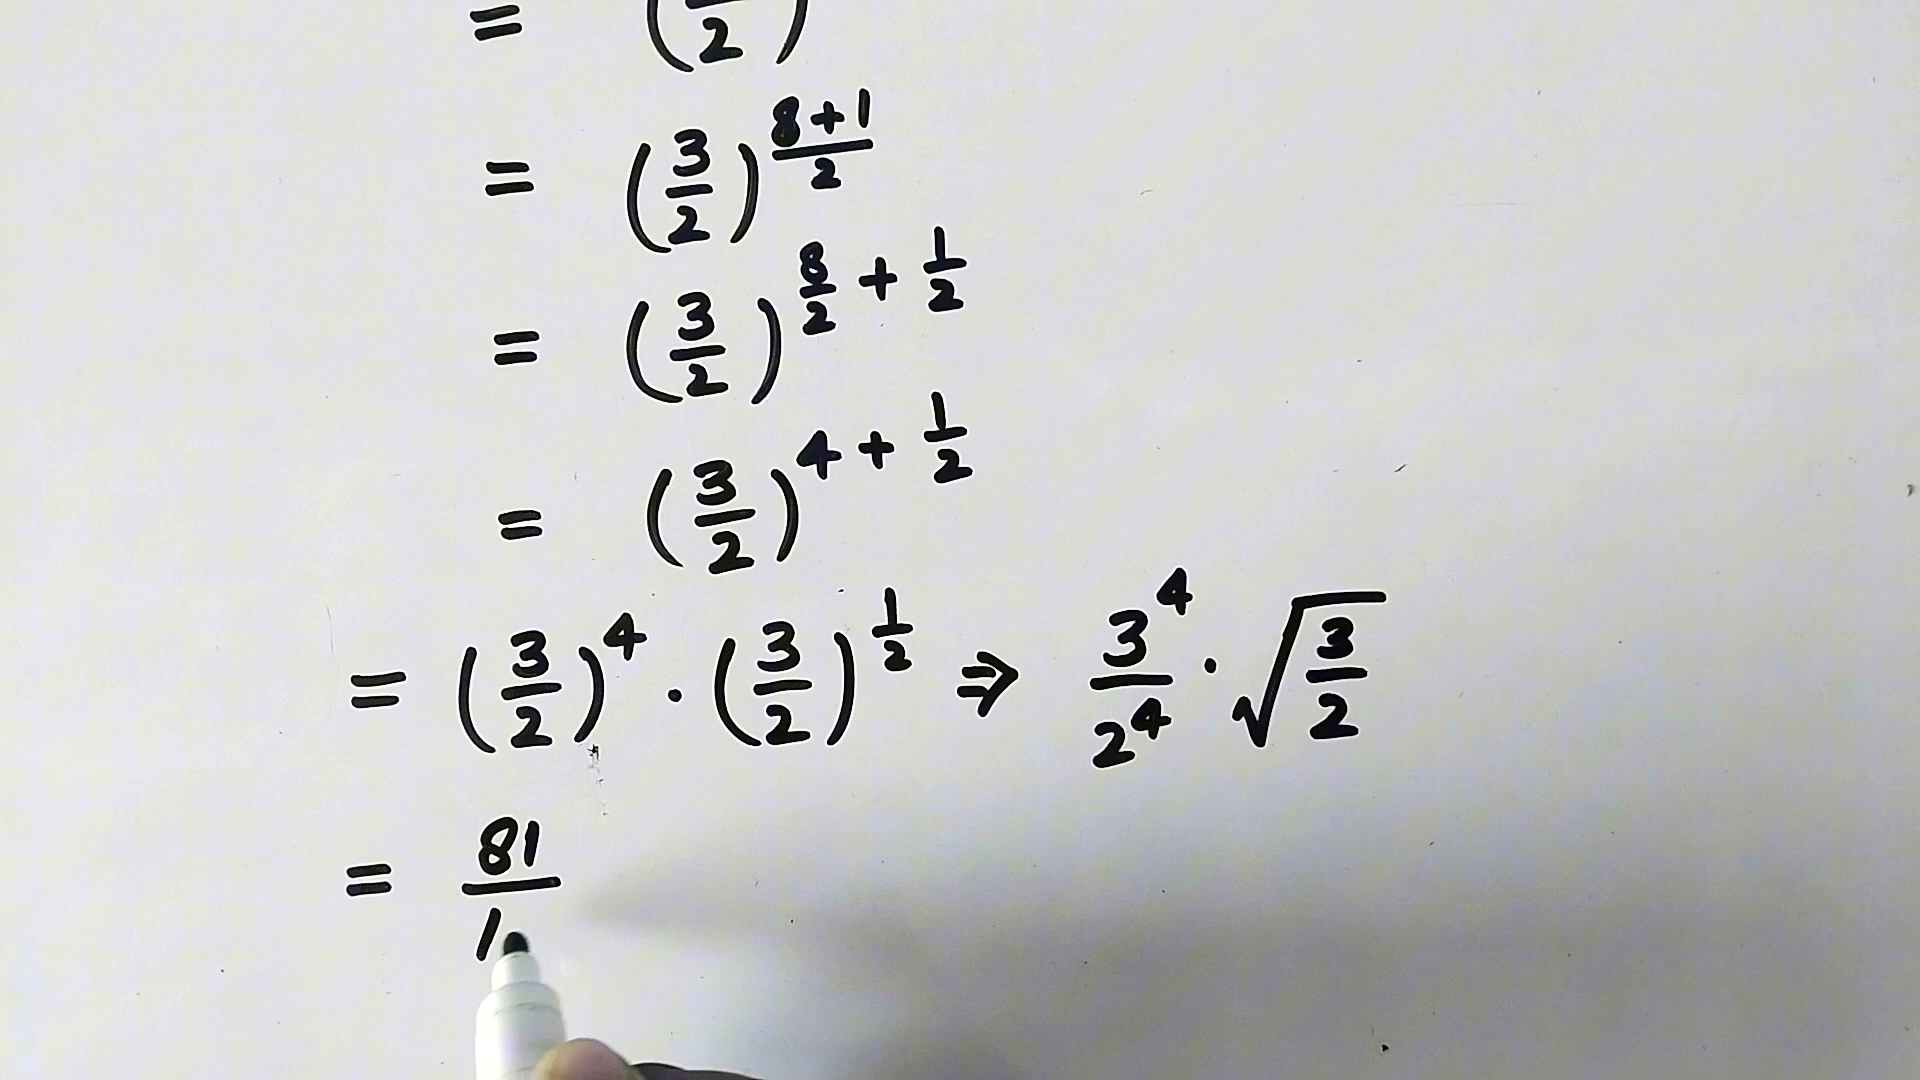 = ( /2)
= (3/2)^((8+1)/2)
= (3/2)^(8/2 + 1/2)
= (3/2)^(4 + 1/2)
= (3/2)^4 · (3/2)^(1/2) ⇒ 3^4/2^4 · √(3/2)
= 81/1